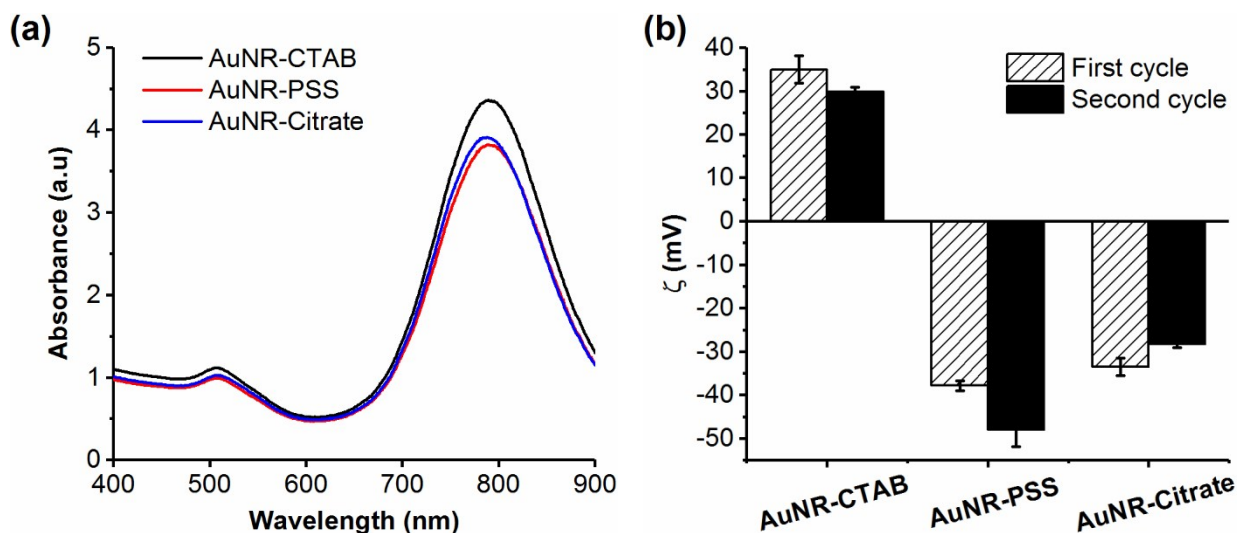 (a)
5
4
3
2
1
0
Absorbance (a.u)
AuNR-CTAB
AuNR-PSS
AuNR-Citrate
400 500 600 700 800 900
Wavelength (nm)
(b)
40
30
20
10
0
-10
-20
-30
-40
-50
ζ (mV)
First cycle
Second cycle
AuNR-CTAB
AuNR-PSS
AuNR-Citrate